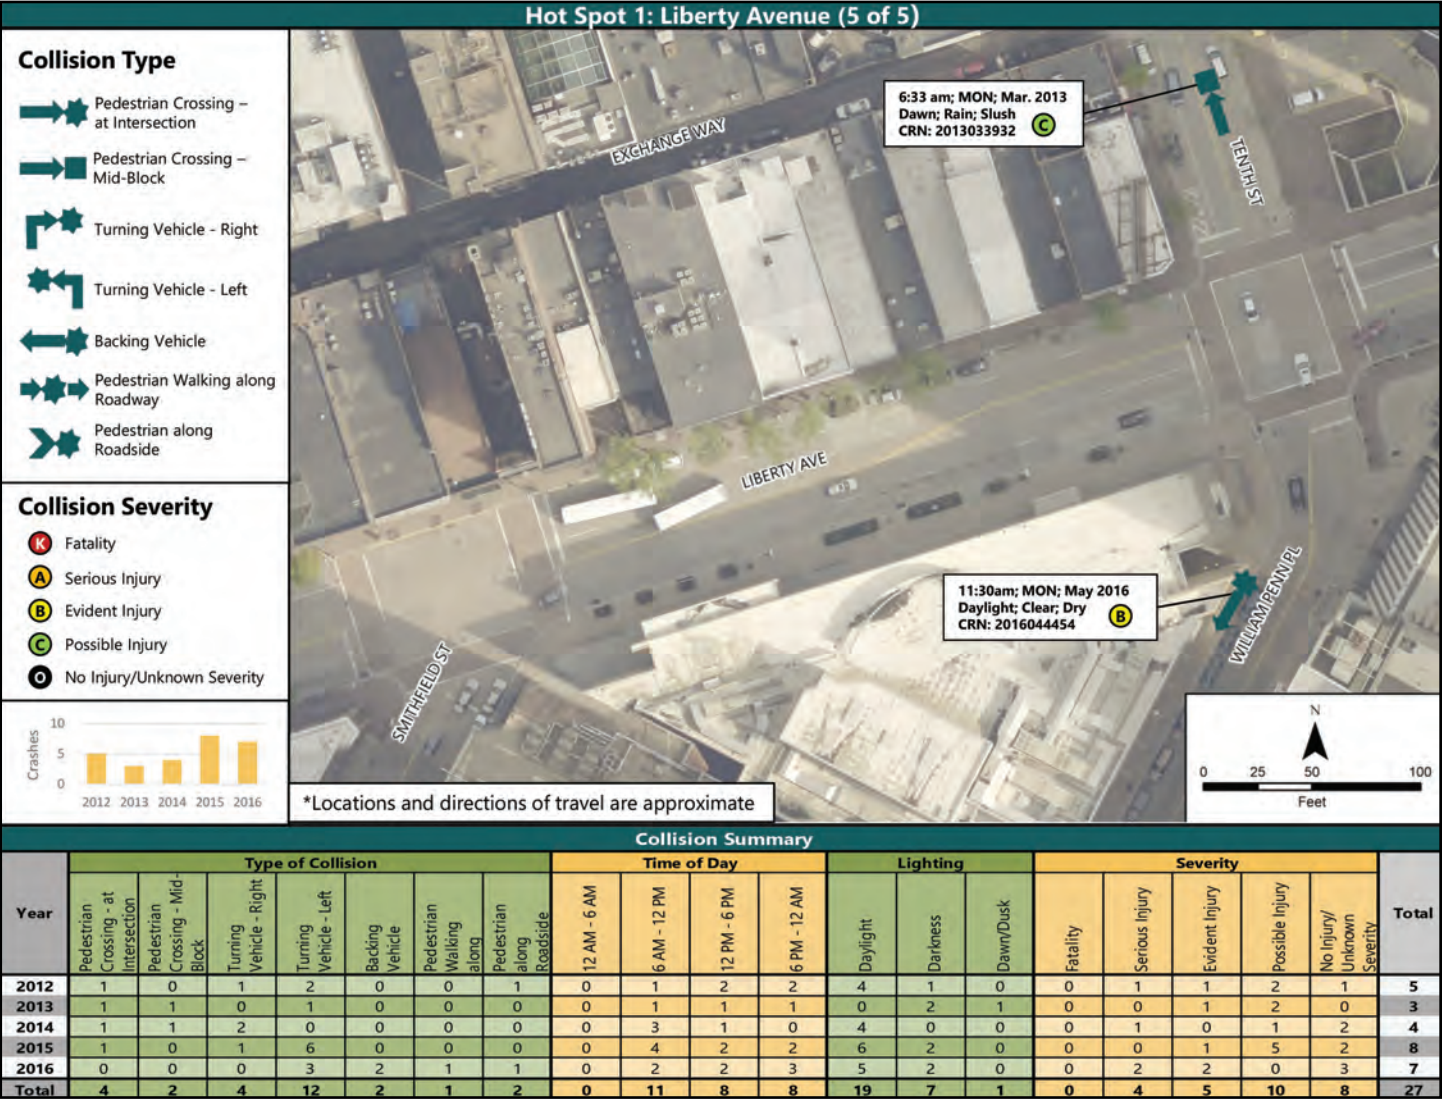 Hot Spot 1: Liberty Avenue (5 of 5)
Collision Type
Pedestrian Crossing –
at Intersection
Pedestrian Crossing –
Mid-Block
Turning Vehicle - Right
Turning Vehicle - Left
Backing Vehicle
Pedestrian Walking along
Roadway
Pedestrian along
Roadside
Collision Severity
K Fatality
A Serious Injury
B Evident Injury
C Possible Injury
O No Injury/Unknown Severity
Crashes
10
5
0
2012 2013 2014 2015 2016
EXCHANGE WAY
6:33 am; MON; Mar. 2013
Dawn; Rain; Slush
CRN: 2013033932
C
TENTH ST
LIBERTY AVE
11:30am; MON; May 2016
Daylight; Clear; Dry
CRN: 2016044454
B
WILLIAM PENN PL
SMITHFIELD ST
*Locations and directions of travel are approximate
N
0 25 50 100
Feet
Collision Summary
Year
Type of Collision
Time of Day
Lighting
Severity
Total
Pedestrian
Crossing - at
Intersection
Pedestrian
Crossing - Mid-
Block
Turning
Vehicle - Right
Turning
Vehicle - Left
Backing
Vehicle
Pedestrian
Walking
along
Pedestrian
along
Roadside
12 AM - 6 AM
6 AM - 12 PM
12 PM - 6 PM
6 PM - 12 AM
Daylight
Darkness
Dawn/Dusk
Fatality
Serious Injury
Evident Injury
Possible Injury
No Injury/
Unknown
Severity
2012 1 0 1 2 0 0 1 0 1 2 2 4 1 0 0 1 1 2 1 5
2013 1 1 0 1 0 0 0 0 1 1 1 0 2 1 0 0 1 2 0 3
2014 1 1 2 0 0 0 0 0 3 1 0 4 0 0 0 1 0 1 2 4
2015 1 0 1 6 0 0 0 0 4 2 2 6 2 0 0 0 1 5 2 8
2016 0 0 0 3 2 1 1 0 2 2 3 5 2 0 0 2 2 0 3 7
Total 4 2 4 12 2 1 2 0 11 8 8 19 7 1 0 4 5 10 8 27